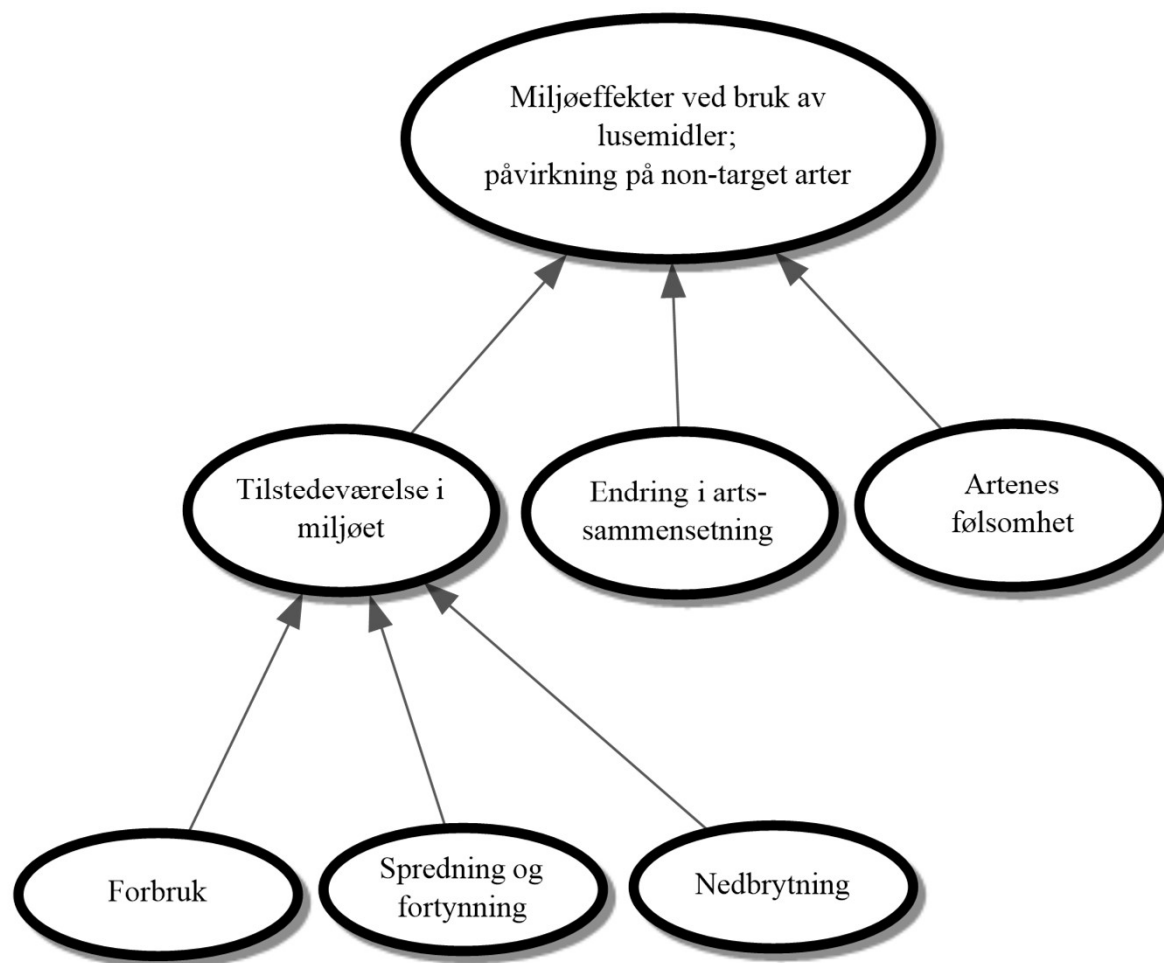 Miljøeffekter ved bruk av
lusemidler;
påvirkning på non-target arter
Tilstedeværelse i
miljøet
Endring i arts-
sammensetning
Artenes
følsomhet
Forbruk
Spredning og
fortynning
Nedbrytning